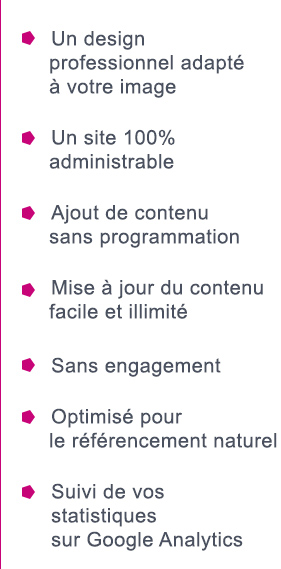 Un design
professionnel adapté
à votre image
Un site 100%
administrable
Ajout de contenu
sans programmation
Mise à jour du contenu
facile et illimité
Sans engagement
Optimisé pour
le référencement naturel
Suivi de vos
statistiques
sur Google Analytics